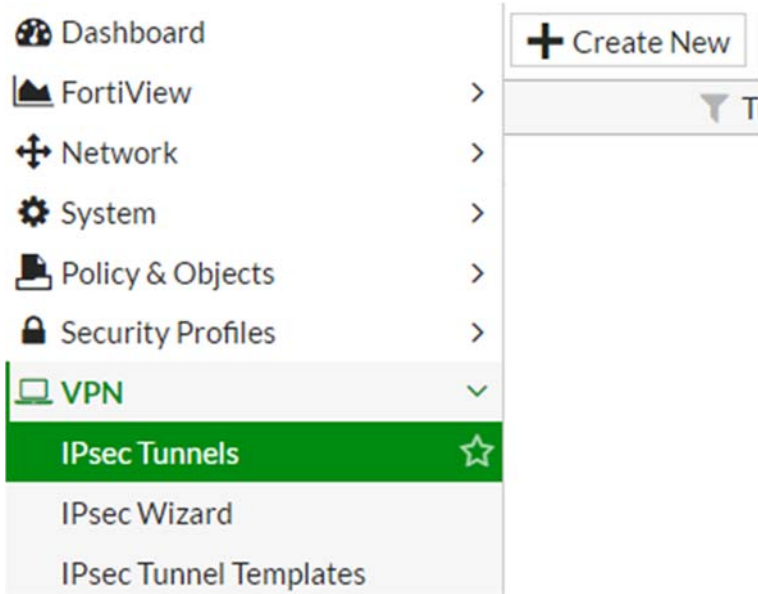 Dashboard
FortiView
Network
System
Policy & Objects
Security Profiles
VPN
IPsec Tunnels
IPsec Wizard
IPsec Tunnel Templates
Create New